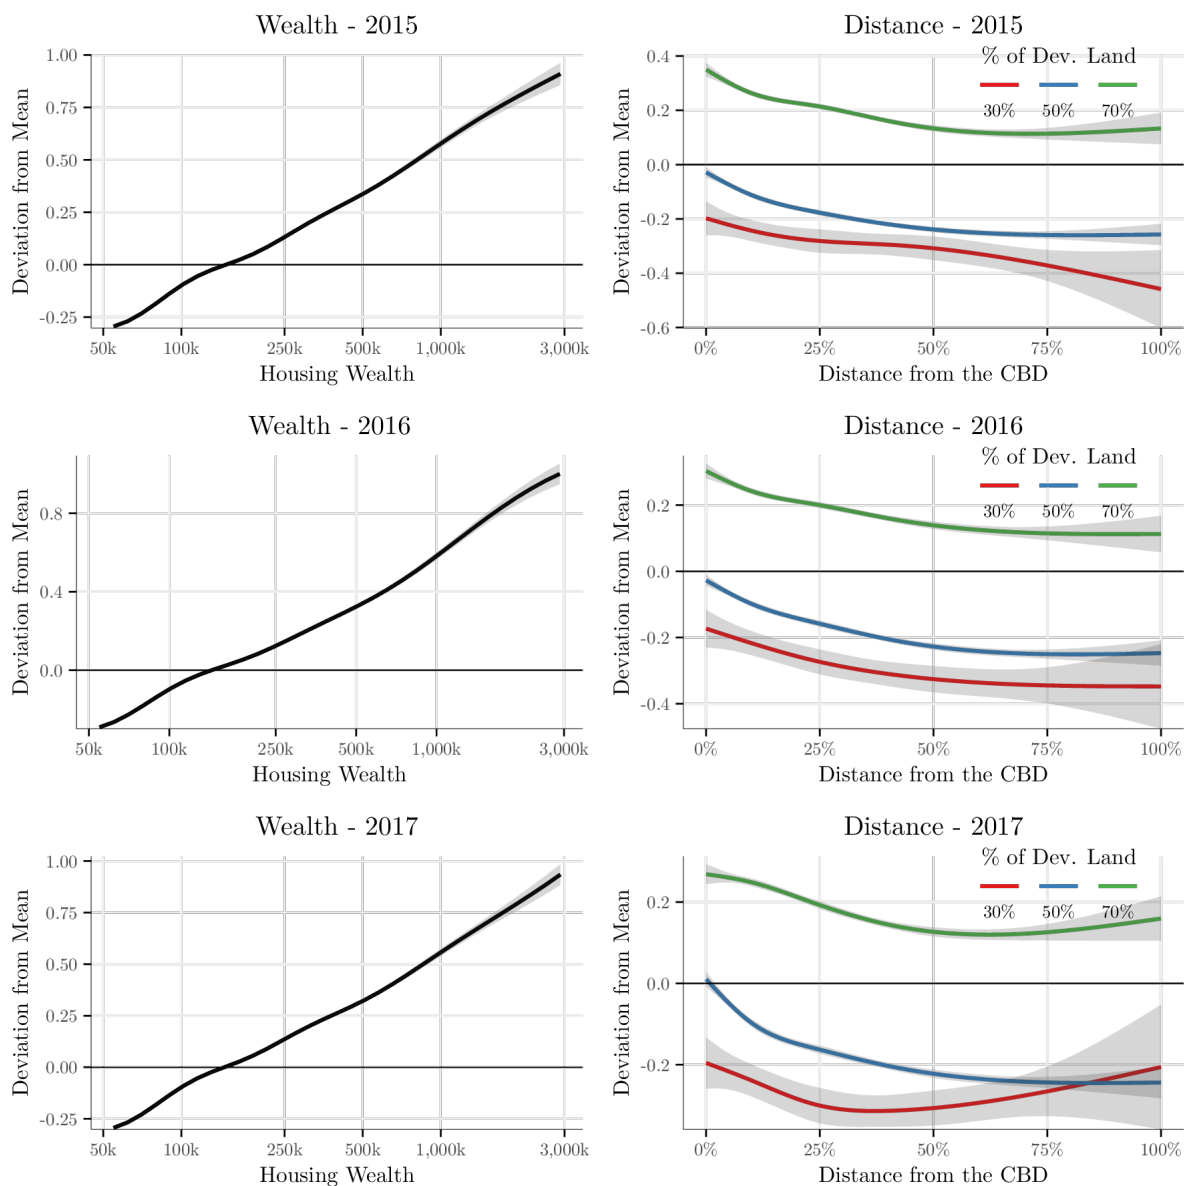 Wealth - 2015
Deviation from Mean
1.00
0.75
0.50
0.25
0.00
-0.25
50k 100k 250k 500k 1,000k 3,000k
Housing Wealth
Distance - 2015
% of Dev. Land
30% 50% 70%
Deviation from Mean
0.4
0.2
0.0
-0.2
-0.4
-0.6
0% 25% 50% 75% 100%
Distance from the CBD
Wealth - 2016
Deviation from Mean
0.8
0.4
0.0
50k 100k 250k 500k 1,000k 3,000k
Housing Wealth
Distance - 2016
% of Dev. Land
30% 50% 70%
Deviation from Mean
0.2
0.0
-0.2
-0.4
0% 25% 50% 75% 100%
Distance from the CBD
Wealth - 2017
Deviation from Mean
1.00
0.75
0.50
0.25
0.00
-0.25
50k 100k 250k 500k 1,000k 3,000k
Housing Wealth
Distance - 2017
% of Dev. Land
30% 50% 70%
Deviation from Mean
0.2
0.0
-0.2
0% 25% 50% 75% 100%
Distance from the CBD